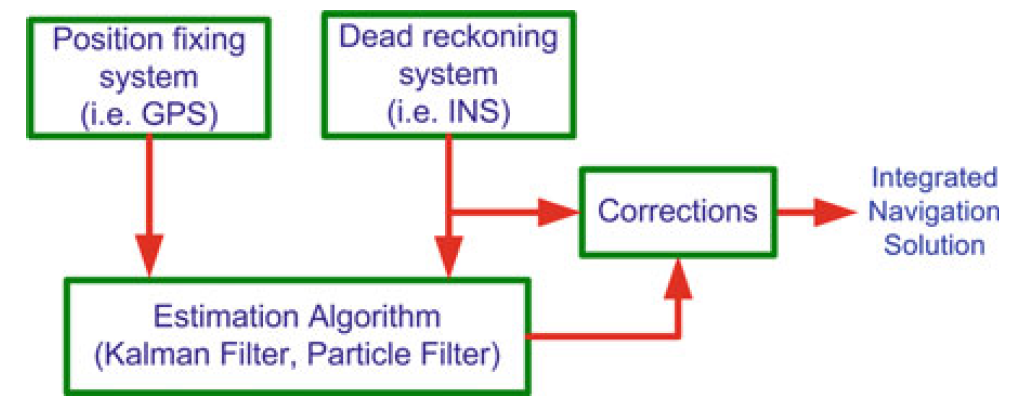 Position fixing
system
(i.e. GPS)
Dead reckoning
system
(i.e. INS)
Corrections
Integrated
Navigation
Solution
Estimation Algorithm
(Kalman Filter, Particle Filter)